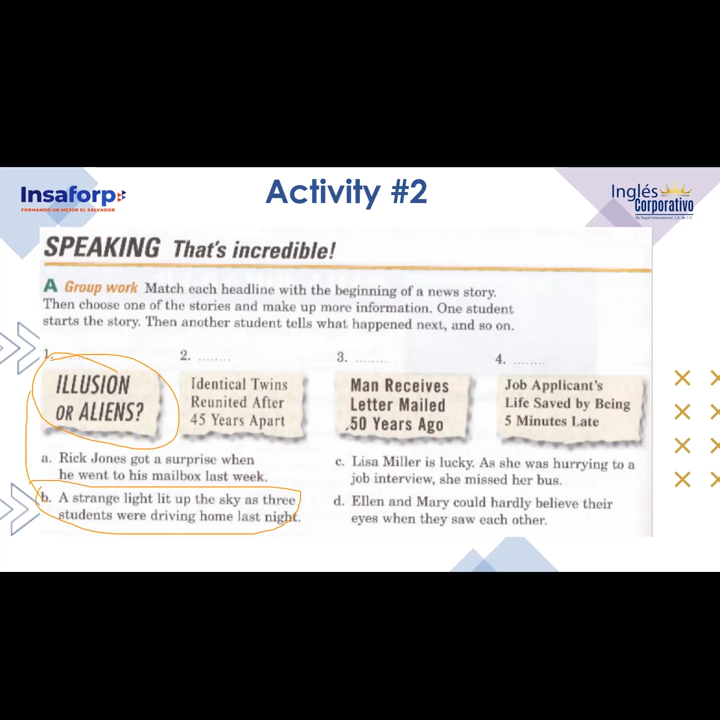 Activity #2
Insaforp
FORMANDO UN MEJOR EL SALVADOR
Inglés
Corporativo
SPEAKING That's incredible!
A Group work Match each headline with the beginning of a news story.
Then choose one of the stories and make up more information. One student
starts the story. Then another student tells what happened next, and so on.
1.
ILLUSION
OR ALIENS?
2. ........
Identical Twins
Reunited After
45 Years Apart
3. ........
Man Receives
Letter Mailed
50 Years Ago
4. ........
Job Applicant's
Life Saved by Being
5 Minutes Late
a. Rick Jones got a surprise when
he went to his mailbox last week.
b. A strange light lit up the sky as three
students were driving home last night.
c. Lisa Miller is lucky. As she was hurrying to a
job interview, she missed her bus.
d. Ellen and Mary could hardly believe their
eyes when they saw each other.